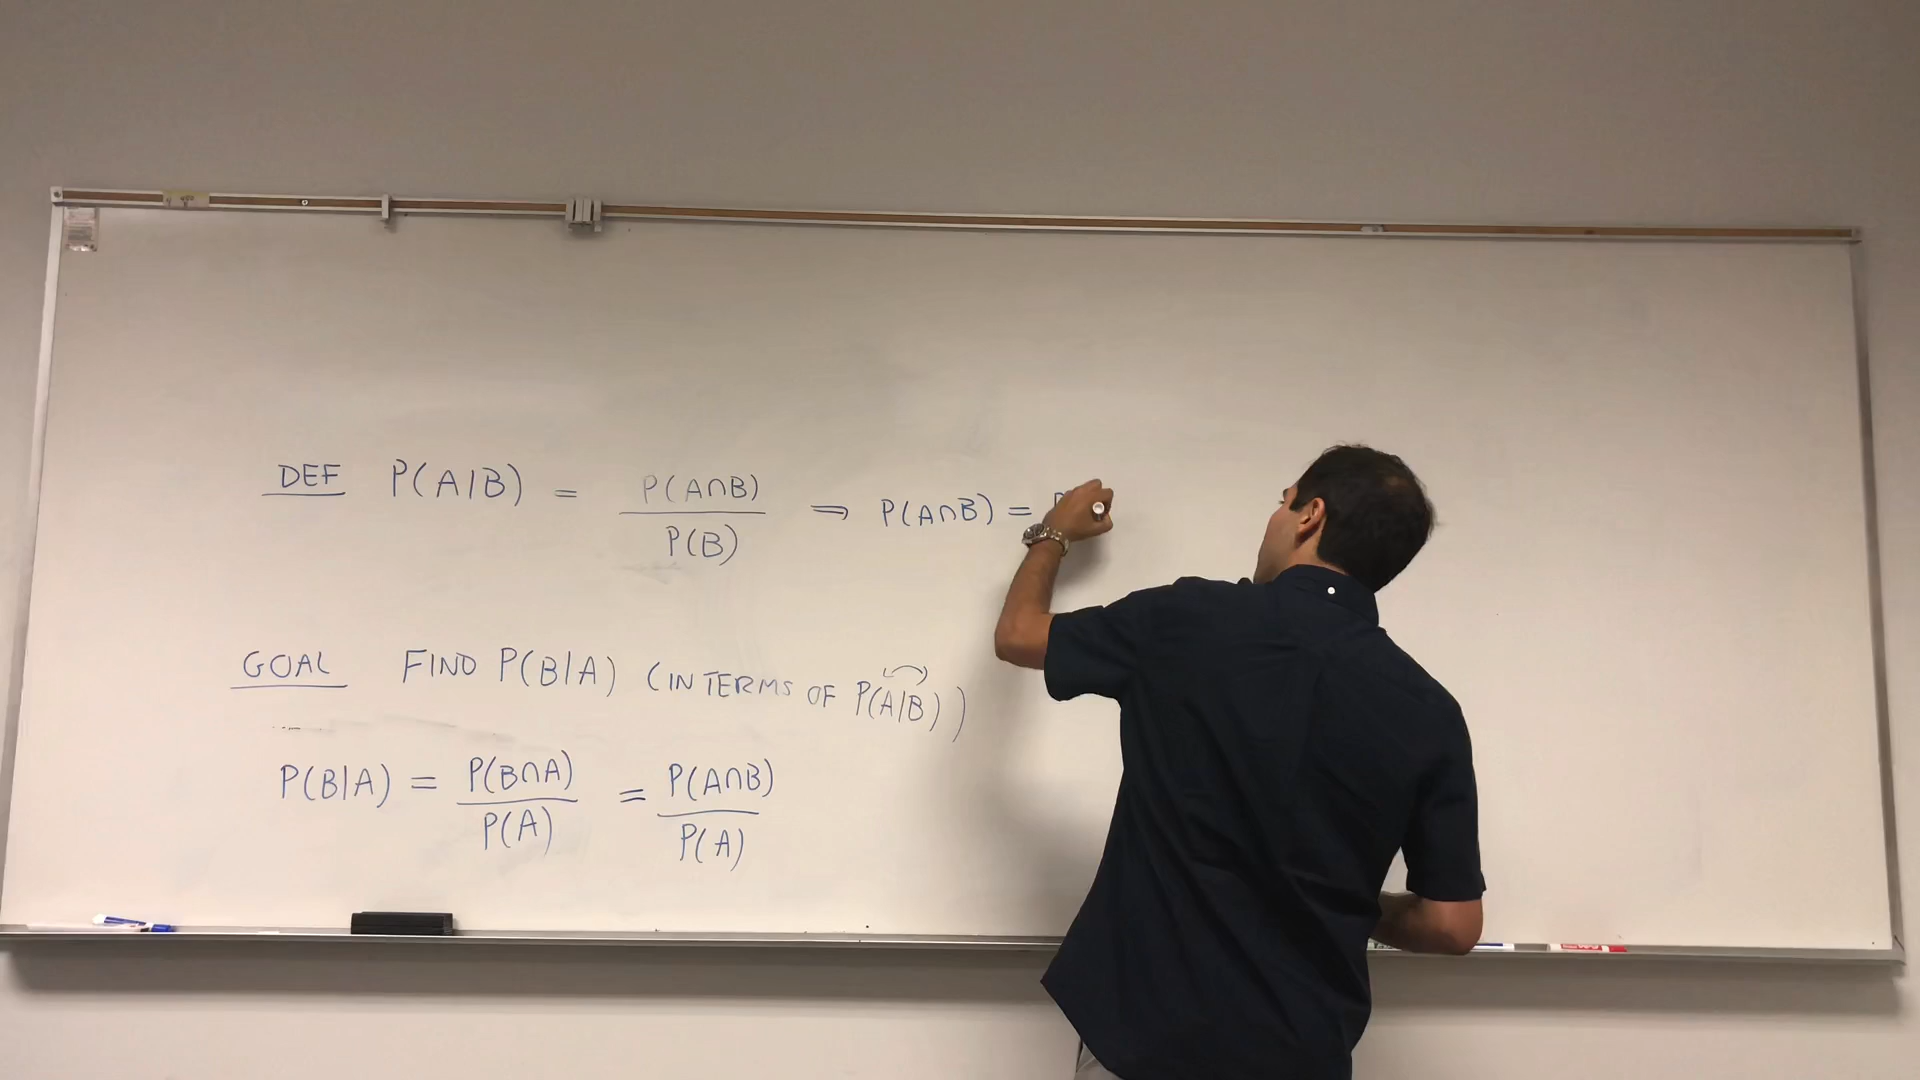 DEF P(A|B) = P(A∩B) / P(B) ⇒ P(A∩B) = P
GOAL FIND P(B|A) (IN TERMS OF P(A|B))
P(B|A) = P(B∩A) / P(A) = P(A∩B) / P(A)